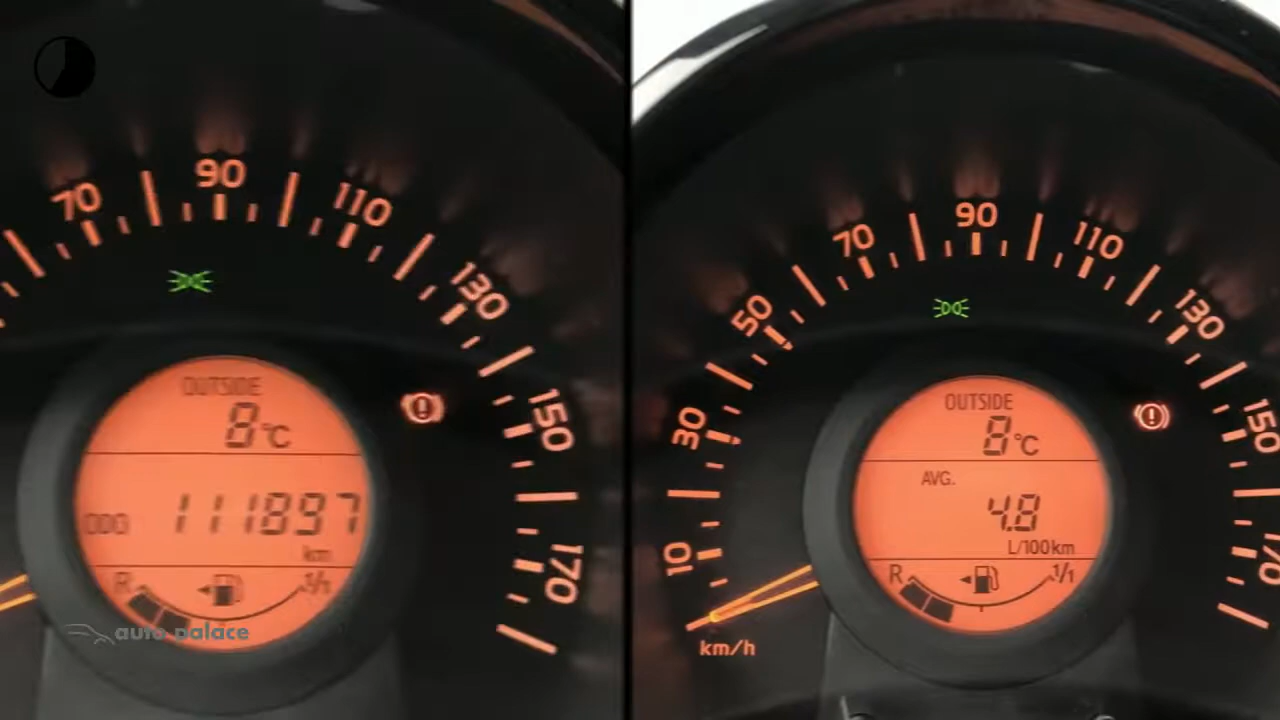 70 90 110 130 150 170
OUTSIDE
8°C
ODO 111897
km
R 1/1
auto palace
10 30 50 70 90 110 130 150 170
OUTSIDE
8°C
AVG.
4.8
L/100km
R 1/1
km/h